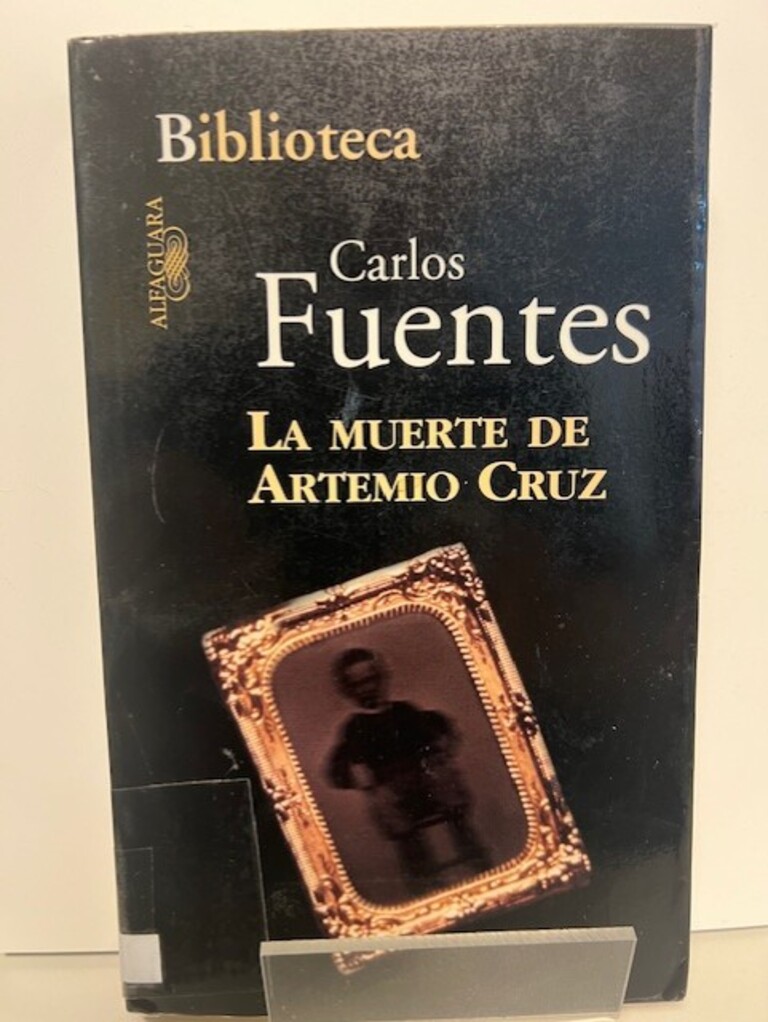 Biblioteca
ALFAGUARA
Carlos
Fuentes
LA MUERTE DE
ARTEMIO CRUZ